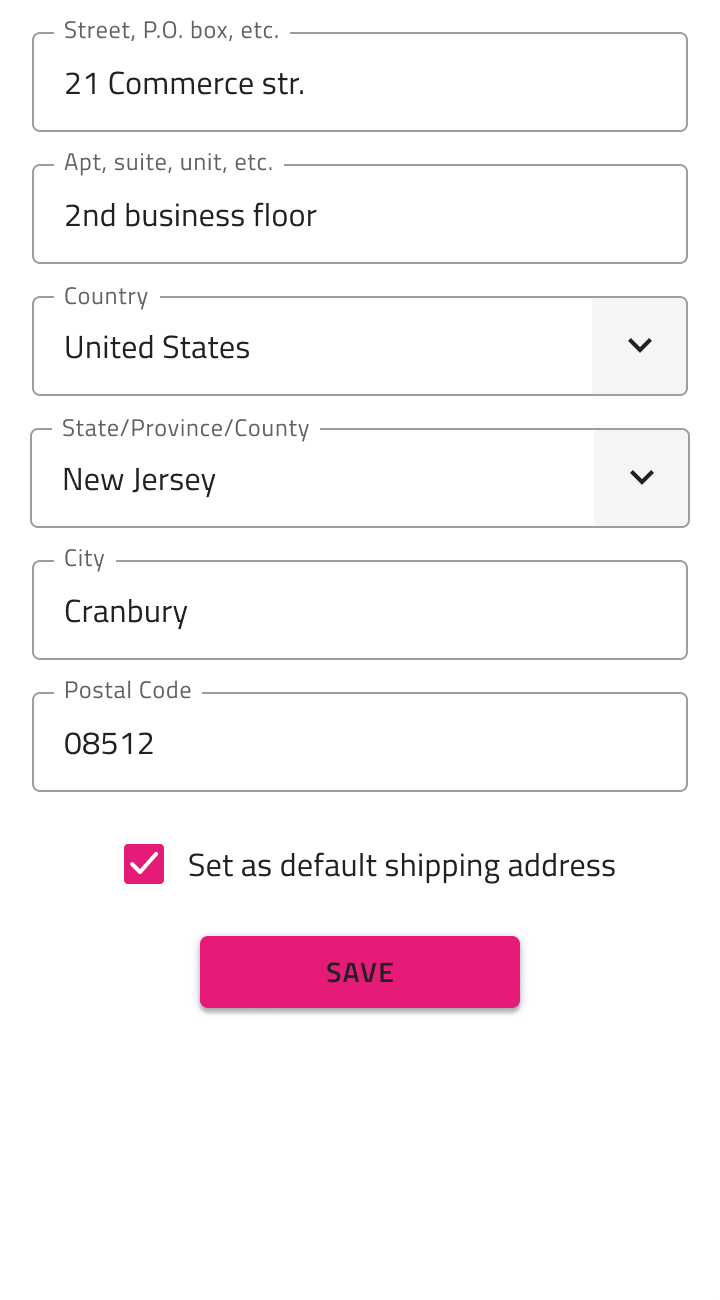 Street, P.O. box, etc.
21 Commerce str.
Apt, suite, unit, etc.
2nd business floor
Country
United States
State/Province/County
New Jersey
City
Cranbury
Postal Code
08512
Set as default shipping address
SAVE